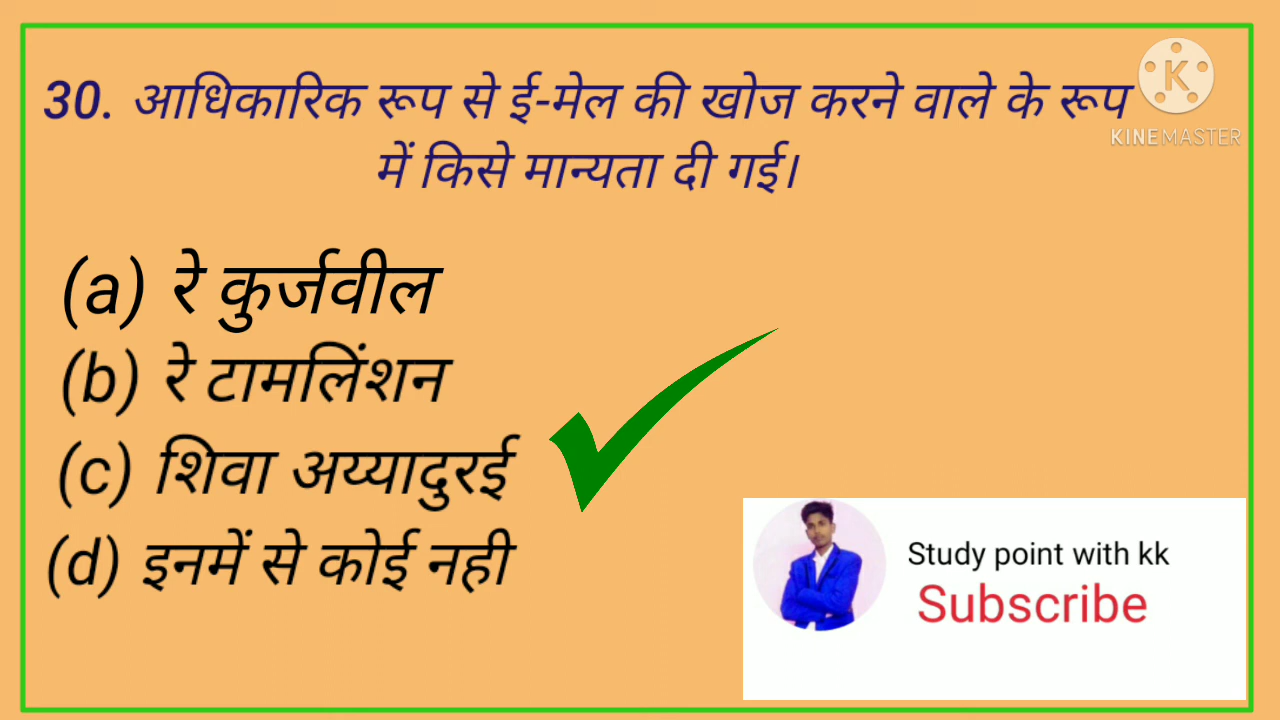 30. आधिकारिक रूप से ई-मेल की खोज करने वाले के रूप
में किसे मान्यता दी गई।
KINEMASTER
(a) रे कुर्जवील
(b) रे टामलिंशन
(c) शिवा अय्यादुरई
(d) इनमें से कोई नही
Study point with kk
Subscribe